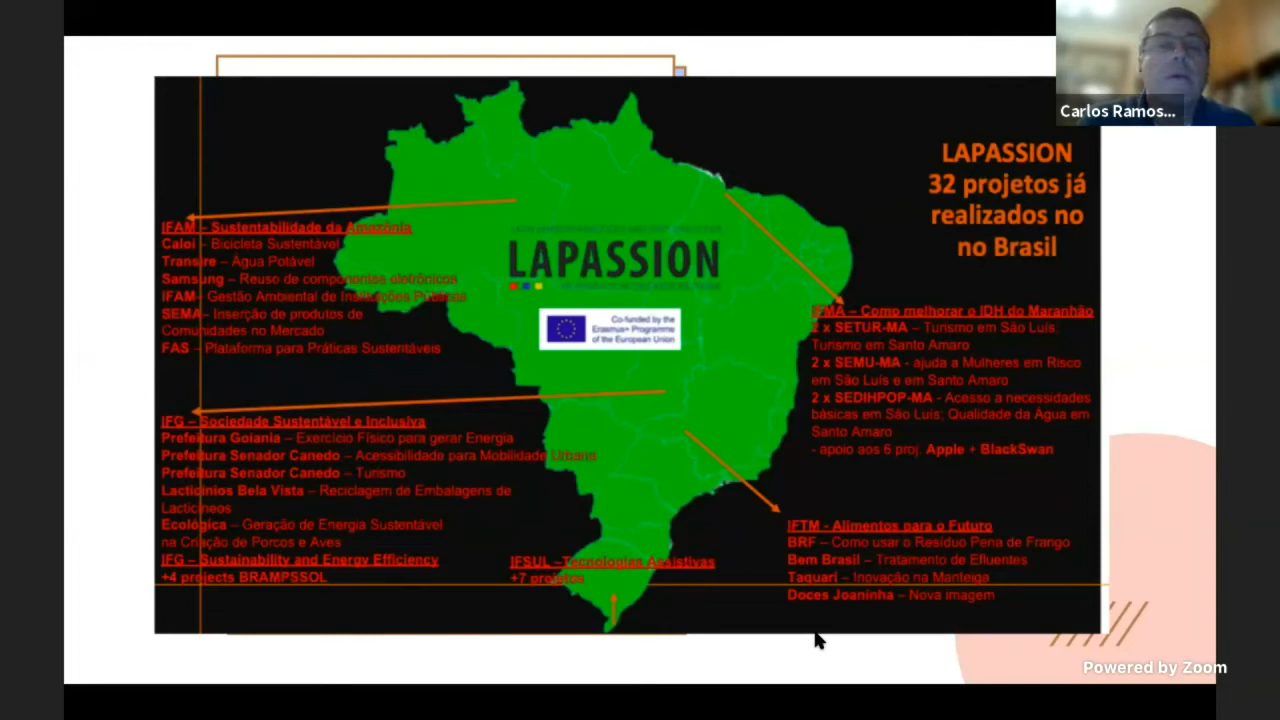 Carlos Ramos...
LAPASSION
32 projetos já
realizados no
no Brasil
IFAM – Sustentabilidade da Amazônia
Caloi – Bicicleta Sustentável
Transire – Água Potável
Samsung – Reuso de componentes eletrônicos
IFAM- Gestão Ambiental de Instituições Públicas
SEMA- Inserção de produtos de
Comunidades no Mercado
FAS – Plataforma para Práticas Sustentáveis
LAPASSION
Co-funded by the
Erasmus+ Programme
of the European Union
IFMA – Como melhorar o IDH do Maranhão
2 x SETUR-MA – Turismo em São Luís,
Turismo em Santo Amaro
2 x SEMU-MA - ajuda a Mulheres em Risco
em São Luís e em Santo Amaro
2 x SEDIHPOP-MA - Acesso a necessidades
básicas em São Luís; Qualidade da Água em
Santo Amaro
- apoio aos 6 proj. Apple + BlackSwan
IFG – Sociedade Sustentável e Inclusiva
Prefeitura Goiania – Exercício Físico para gerar Energia
Prefeitura Senador Canedo – Acessibilidade para Mobilidade Urbana
Prefeitura Senador Canedo – Turismo
Lacticínios Bela Vista – Reciclagem de Embalagens de
Lacticíneos
Ecológica – Geração de Energia Sustentável
na Criação de Porcos e Aves
IFG – Sustainability and Energy Efficiency
+4 projects BRAMPSSOL
IFSUL –Tecnologias Assistivas
+7 projetos
IFTM - Alimentos para o Futuro
BRF – Como usar o Resíduo Pena de Frango
Bem Brasil – Tratamento de Efluentes
Taquari – Inovação na Manteiga
Doces Joaninha – Nova imagem
Powered by Zoom